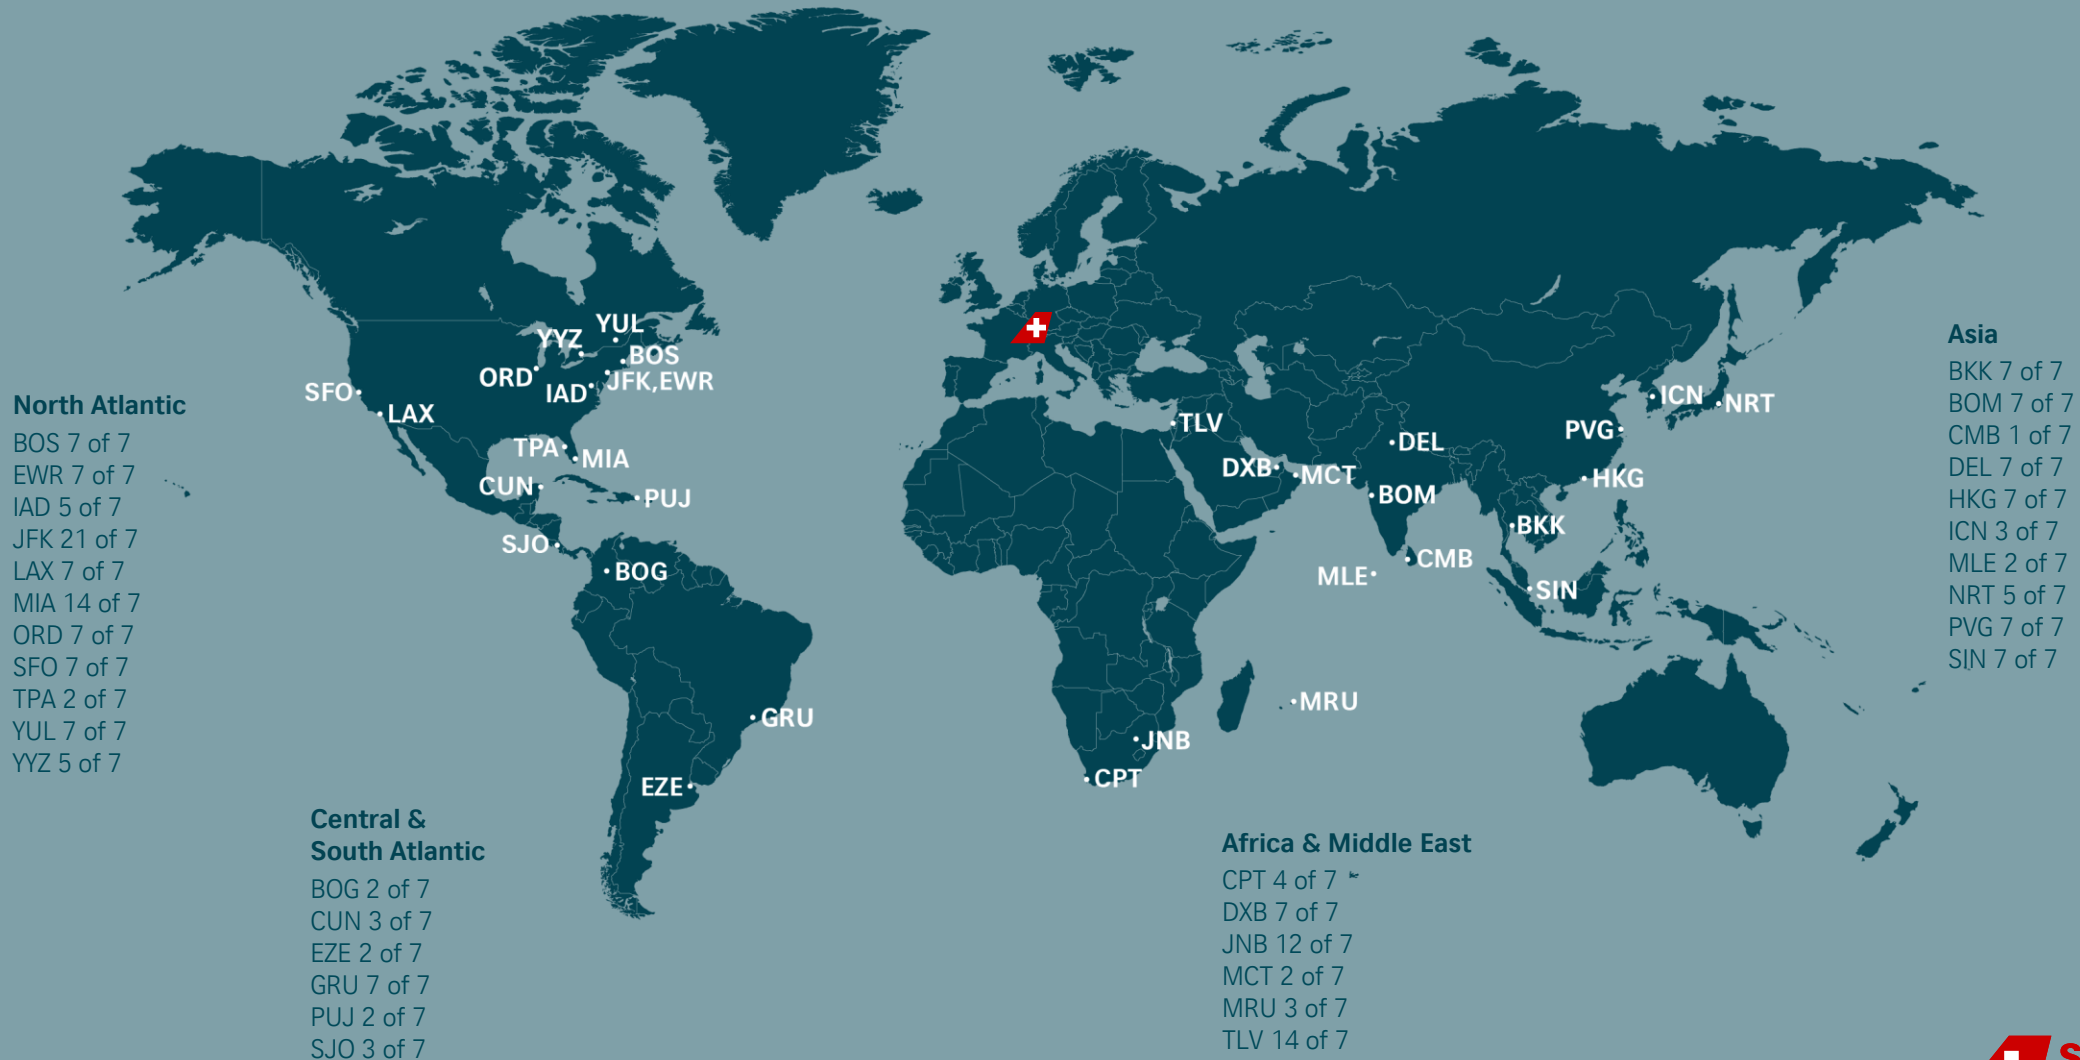 YUL
YYZ
BOS
ORD
JFK,EWR
IAD
SFO
LAX
TPA
MIA
CUN
PUJ
SJO
BOG
GRU
EZE
TLV
DXB
MCT
DEL
BOM
CMB
MLE
MRU
JNB
CPT
ICN
NRT
PVG
HKG
BKK
SIN
North Atlantic
BOS 7 of 7
EWR 7 of 7
IAD 5 of 7
JFK 21 of 7
LAX 7 of 7
MIA 14 of 7
ORD 7 of 7
SFO 7 of 7
TPA 2 of 7
YUL 7 of 7
YYZ 5 of 7
Central &
South Atlantic
BOG 2 of 7
CUN 3 of 7
EZE 2 of 7
GRU 7 of 7
PUJ 2 of 7
SJO 3 of 7
Africa & Middle East
CPT 4 of 7
DXB 7 of 7
JNB 12 of 7
MCT 2 of 7
MRU 3 of 7
TLV 14 of 7
Asia
BKK 7 of 7
BOM 7 of 7
CMB 1 of 7
DEL 7 of 7
HKG 7 of 7
ICN 3 of 7
MLE 2 of 7
NRT 5 of 7
PVG 7 of 7
SIN 7 of 7